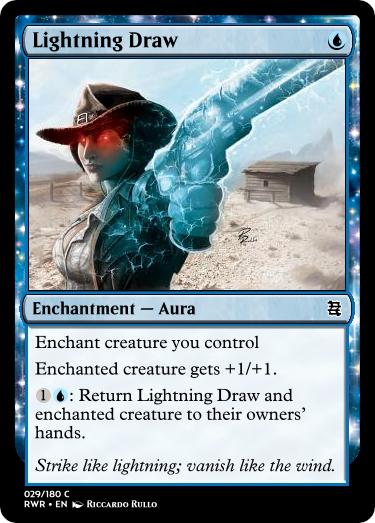 Lightning Draw
Enchantment — Aura
Enchant creature you control
Enchanted creature gets +1/+1.
1: Return Lightning Draw and
enchanted creature to their owners'
hands.
Strike like lightning; vanish like the wind.
029/180 C
RWR • EN Riccardo Rullo